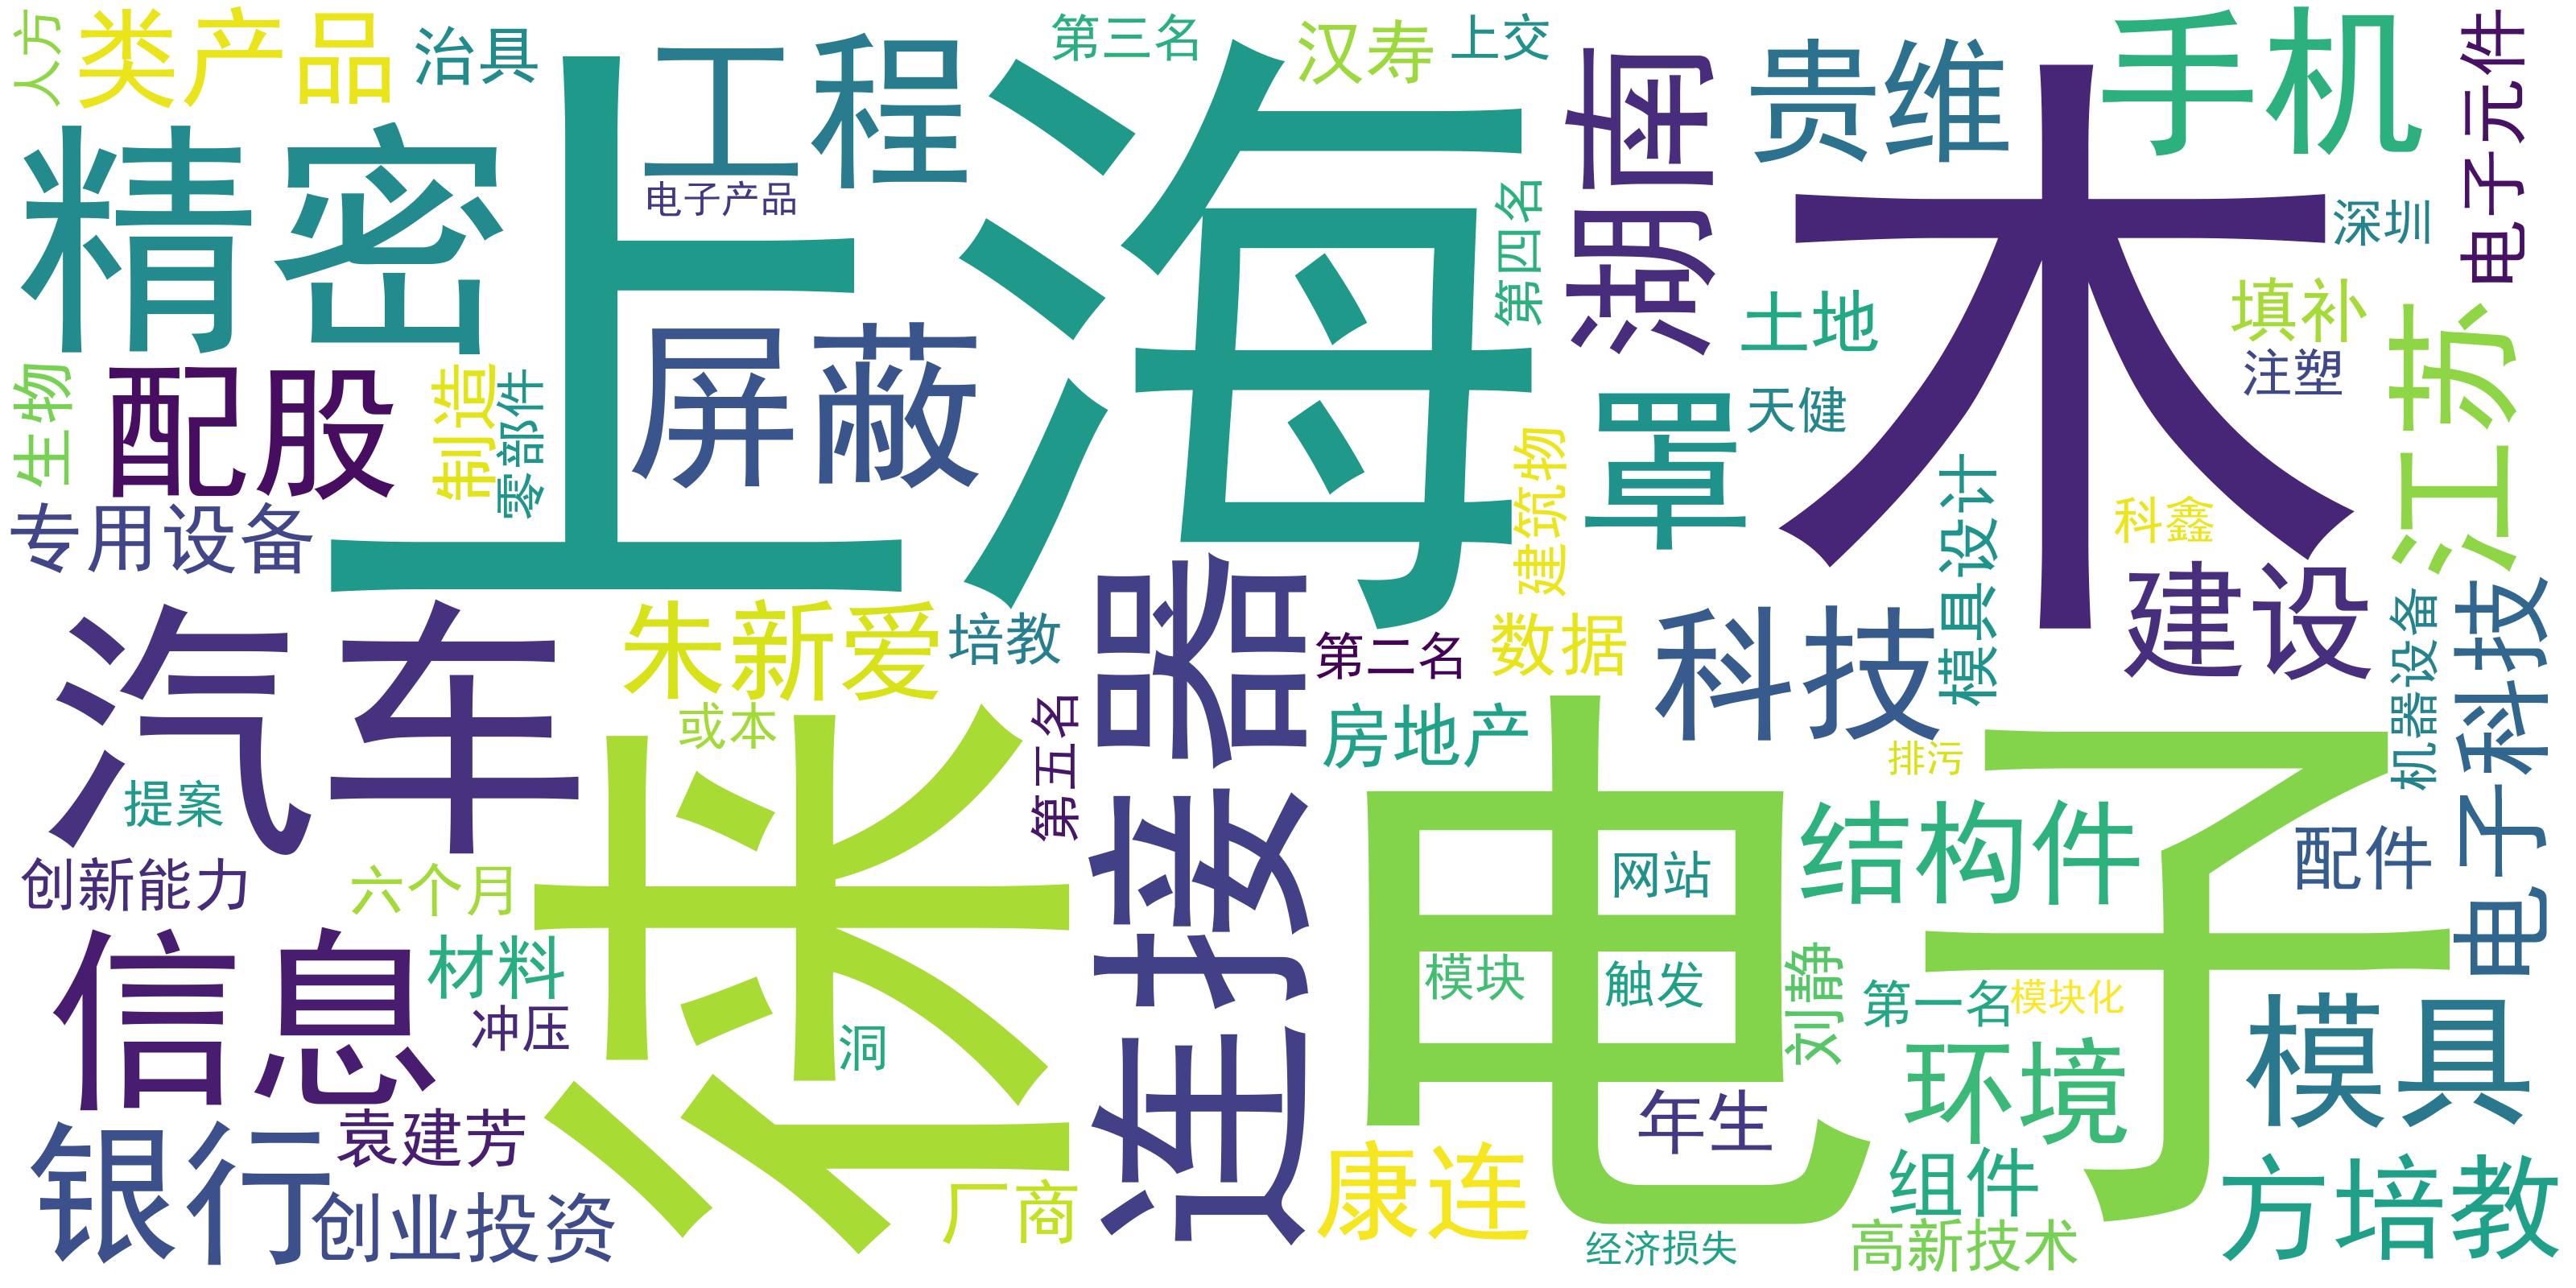 人方
类产品
治具
工程
第三名
汉寿
上交
湖南
贵维
手机
电子元件
精密
上海
电子产品
第四名
木
深圳
屏蔽
土地
填补
江苏
生物
配股
制造
零部件
罩
天健
注塑
专用设备
建筑物
模具设计
科鑫
汽车
朱新爱
培教
连接器
第二名
数据
科技
建设
机器设备
电子科技
或本
第五名
房地产
电子
排污
提案
徕
网站
结构件
配件
创新能力
六个月
信息
材料
冲压
洞
模块
触发
刘静
第一名
模块化
模具
环境
银行
袁建芳
创业投资
厂商
康连
年生
组件
方培教
经济损失
高新技术